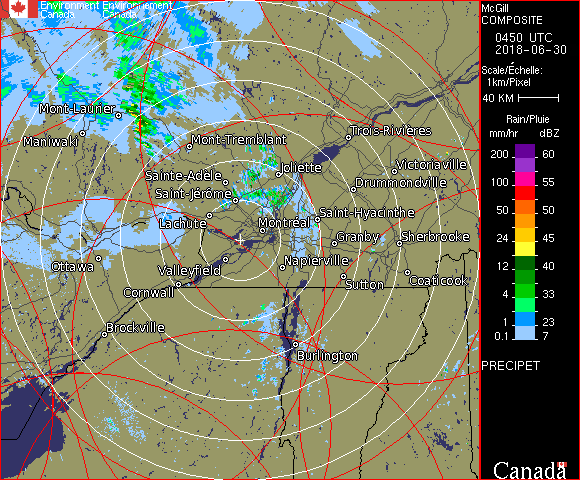 Environment Environnement
Canada Canada
McGill
COMPOSITE
0450 UTC
2018-06-30
Scale/Échelle:
1km/Pixel
40 KM
Rain/Pluie
mm/hr dBZ
200 60
100 55
50 50
24 45
12 40
4 33
1 23
0.1 7
PRECIPET
Canada
Mont-Laurier
Maniwaki
Mont-Tremblant
Trois-Rivières
Sainte-Adèle
Joliette
Victoriaville
Saint-Jérôme
Drummondville
Lachute
Montréal
Saint-Hyacinthe
Granby
Sherbrooke
Ottawa
Valleyfield
Napierville
Cornwall
Sutton
Coaticook
Brockville
Burlington